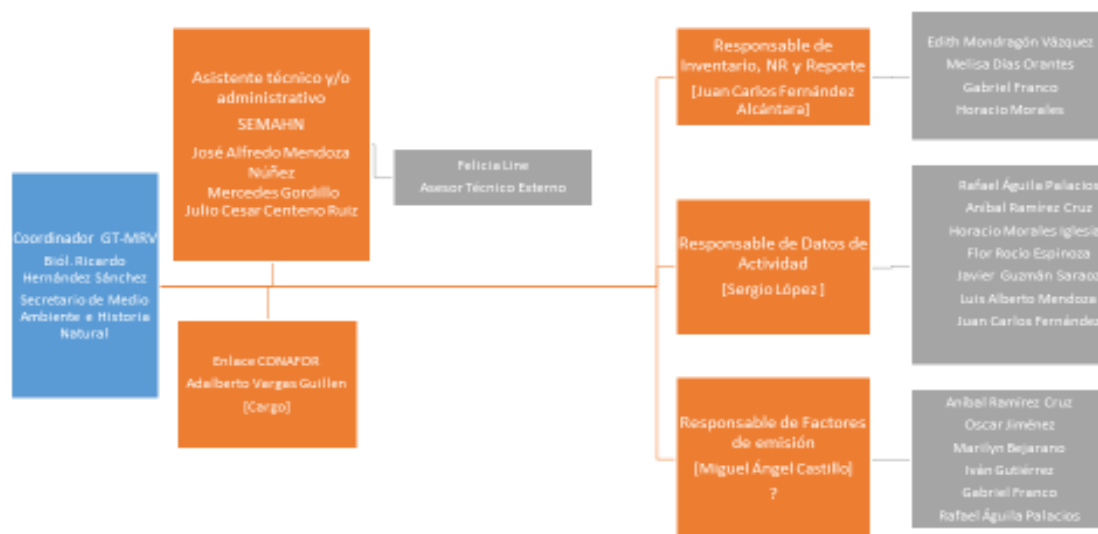 Coordinador GT-MRV
Biól. Ricardo
Hernández Sánchez
Secretario de Medio
Ambiente e Historia
Natural
Asistente técnico y/o
administrativo
SEMAHN
José Alfredo Mendoza
Núñez
Mercedes Gordillo
Julio Cesar Centeno Ruiz
Felicia Line
Asesor Técnico Externo
Enlace CONAFOR
Adalberto Vargas Guillen
[Cargo]
Responsable de
Inventario, NR y Reporte
[Juan Carlos Fernández
Alcántara]
Edith Mondragón Vázquez
Melisa Días Orantes
Gabriel Franco
Horacio Morales
Responsable de Datos de
Actividad
[Sergio López ]
Rafael Águila Palacios
Aníbal Ramírez Cruz
Horacio Morales Iglesia
Flor Rocío Espinoza
Javier Guzmán
Luis Alberto Mendoza
Juan Carlos Fernández
Responsable de Factores
de emisión
[Miguel Ángel Castillo]
?
Aníbal Ramírez Cruz
Oscar Jiménez
Marilyn Bejarano
Iván Gutiérrez
Gabriel Franco
Rafael Águila Palacios